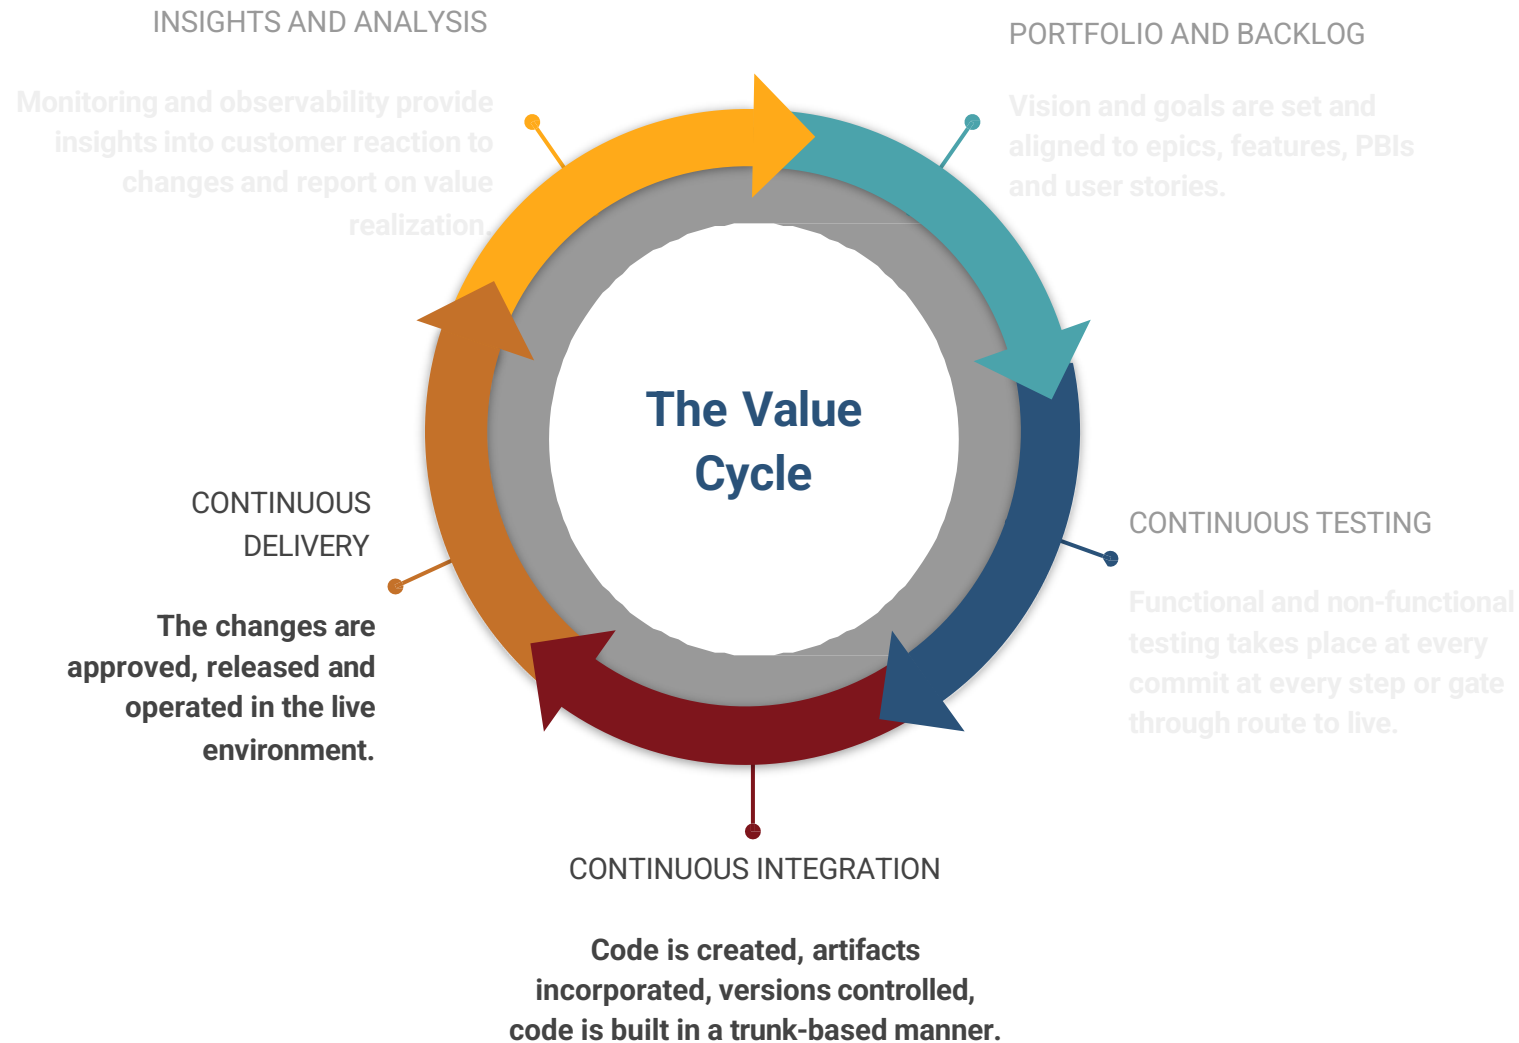 INSIGHTS AND ANALYSIS
Monitoring and observability provide
insights into customer reaction to
changes and report on value
realization.
PORTFOLIO AND BACKLOG
Vision and goals are set and
aligned to epics, features, PBIs
and user stories.
The Value
Cycle
CONTINUOUS
DELIVERY
The changes are
approved, released and
operated in the live
environment.
CONTINUOUS TESTING
Functional and non-functional
testing takes place at every
commit at every step or gate
through route to live.
CONTINUOUS INTEGRATION
Code is created, artifacts
incorporated, versions controlled,
code is built in a trunk-based manner.